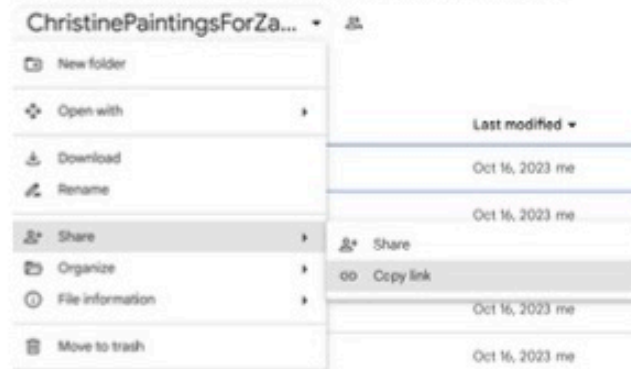 ChristinePaintingsForZa...
New folder
Open with
Last modified
Download
Oct 16, 2023 me
Rename
Oct 16, 2023 me
Share
Share
Organize
Copy link
File information
Oct 16, 2023 me
Move to trash
Oct 16, 2023 me